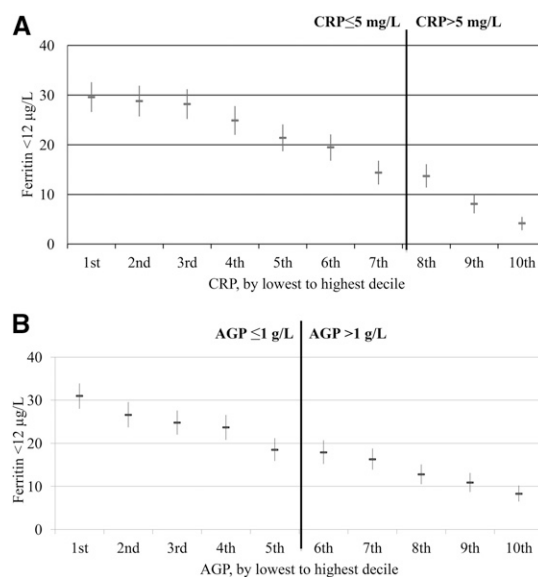 A
CRP≤5 mg/L CRP>5 mg/L
40
30
20
10
0
Ferritin <12 µg/L
1st 2nd 3rd 4th 5th 6th 7th 8th 9th 10th
CRP, by lowest to highest decile
B
AGP ≤1 g/L AGP >1 g/L
40
30
20
10
0
Ferritin <12 µg/L
1st 2nd 3rd 4th 5th 6th 7th 8th 9th 10th
AGP, by lowest to highest decile